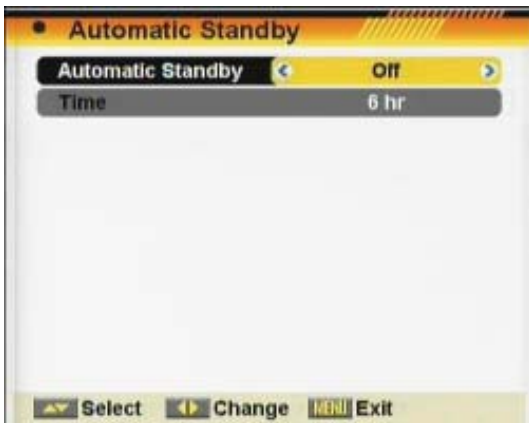 Automatic Standby
Automatic Standby Off
Time 6 hr
Select Change MENU Exit